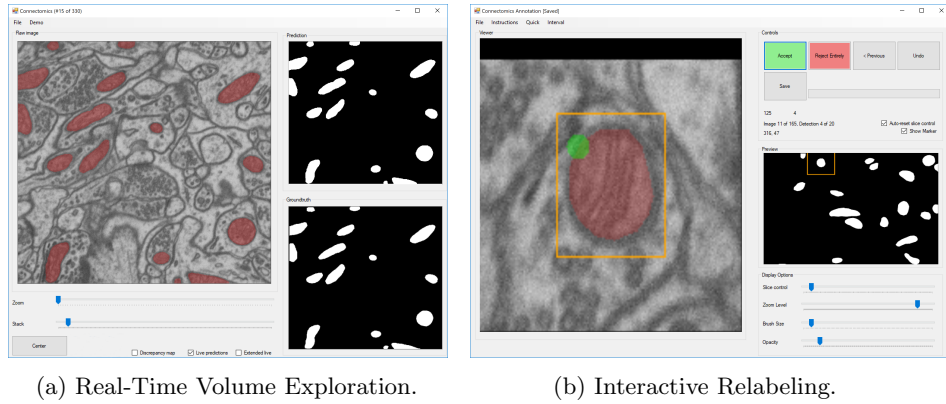 Connectomics (#15 of 330)
File Demo
Raw image
Prediction
Groundtruth
Zoom
Stack
Center
Discrepancy map
Live predictions
Extended live
(a) Real-Time Volume Exploration.
Connectomics Annotation [Saved]
File Instructions Quick Interval
Viewer
Controls
Accept
Reject Entirely
< Previous
Undo
Save
125 4
Image 11 of 165, Detection 4 of 20
Auto-reset slice control
316, 47
Show Marker
Preview
Display Options
Slice control
Zoom Level
Brush Size
Opacity
(b) Interactive Relabeling.